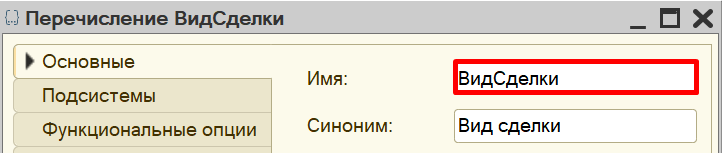 Перечисление ВидСделки
Основные
Имя: ВидСделки
Подсистемы
Синоним: Вид сделки
Функциональные опции